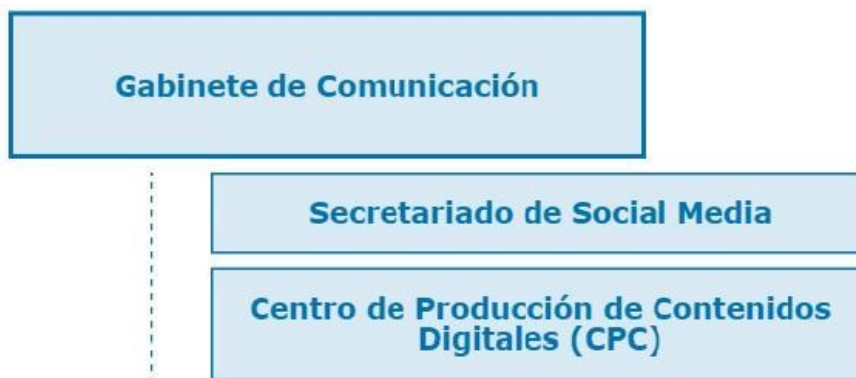 Gabinete de Comunicación
Secretariado de Social Media
Centro de Producción de Contenidos
Digitales (CPC)